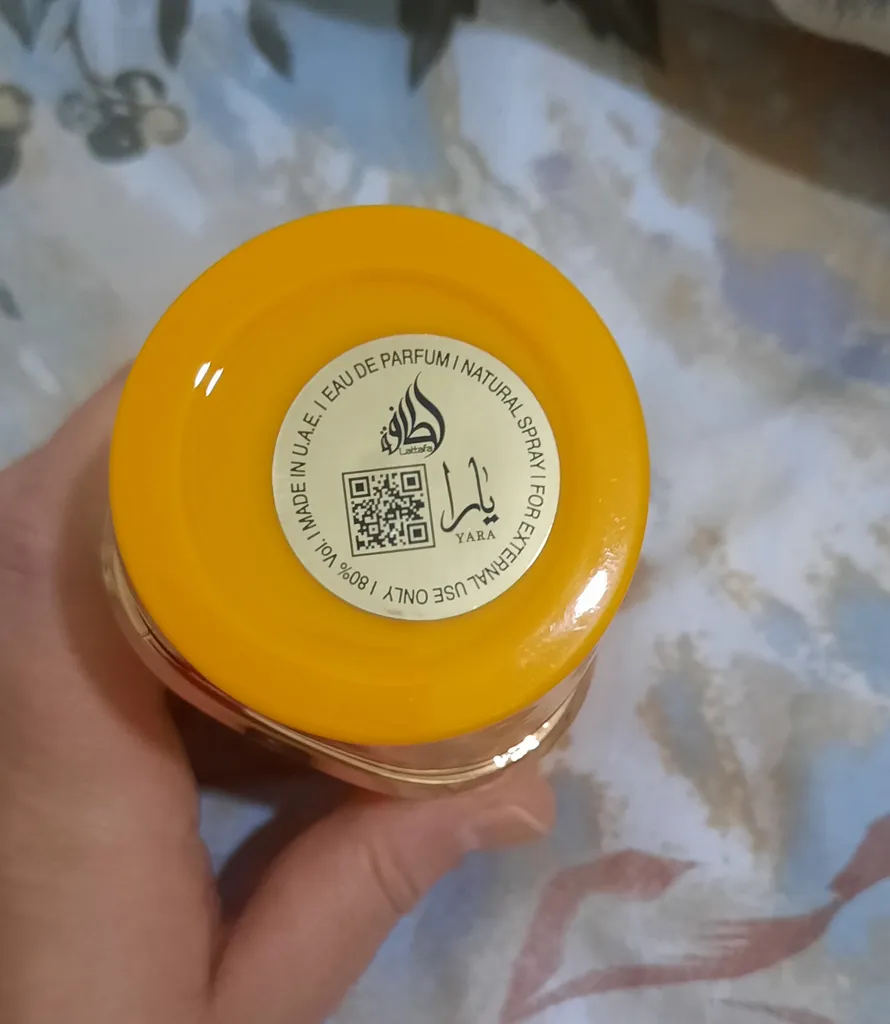 MADE IN U.A.E. | EAU DE PARFUM | NATURAL SPRAY | FOR EXTERNAL USE ONLY | 80% Vol. |
لطافة
Lattafa
يارا
YARA